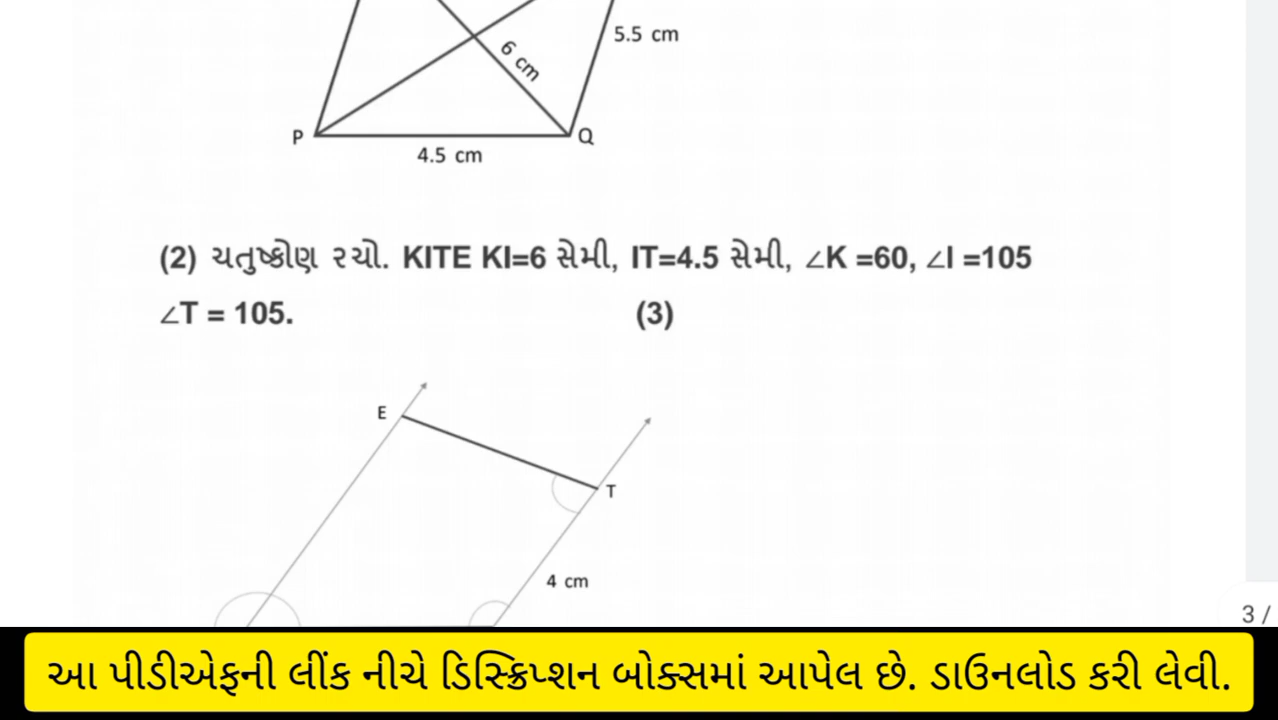 5.5 cm
6 cm
P
Q
4.5 cm
(2) ચતુષ્કોણ રચો. KITE KI=6 સેમી, IT=4.5 સેમી, ∠K =60, ∠I =105
∠T = 105. (3)
E
T
4 cm
3 /
આ પીડીએફની લીંક નીચે ડિસ્ક્રિપ્શન બોક્સમાં આપેલ છે. ડાઉનલોડ કરી લેવી.